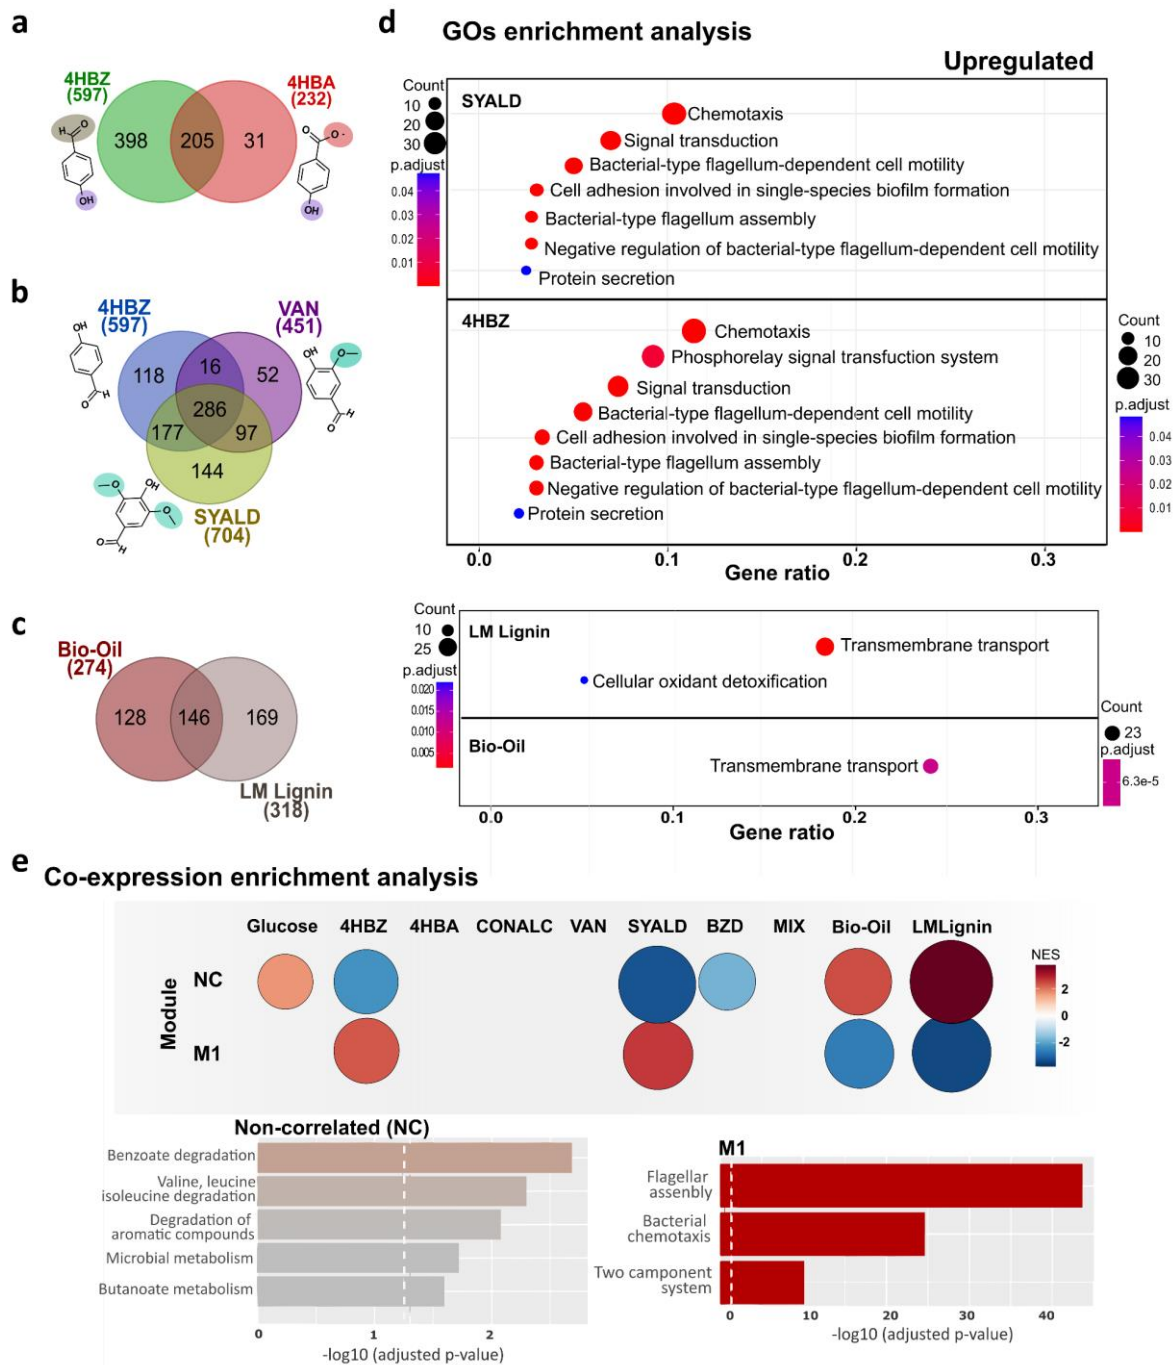 a
4HBZ
(597)
4HBA
(232)
398
205
31
H
O
OH
O
O -
OH
b
4HBZ
(597)
VAN
(451)
118
16
52
286
177
97
144
SYALD
(704)
OH
O
H
OH
O
O
H
O
OH
O
O
H
c
Bio-Oil
(274)
128
146
169
LM Lignin
(318)
d
GOs enrichment analysis
Upregulated
Count
10
20
30
p.adjust
0.04
0.03
0.02
0.01
SYALD
Chemotaxis
Signal transduction
Bacterial-type flagellum-dependent cell motility
Cell adhesion involved in single-species biofilm formation
Bacterial-type flagellum assembly
Negative regulation of bacterial-type flagellum-dependent cell motility
Protein secretion
4HBZ
Chemotaxis
Phosphorelay signal transfuction system
Signal transduction
Bacterial-type flagellum-dependent cell motility
Cell adhesion involved in single-species biofilm formation
Bacterial-type flagellum assembly
Negative regulation of bacterial-type flagellum-dependent cell motility
Protein secretion
Count
10
20
30
p.adjust
0.04
0.03
0.02
0.01
0.0 0.1 0.2 0.3
Gene ratio
Count
10
25
p.adjust
0.020
0.015
0.010
0.005
LM Lignin
Transmembrane transport
Cellular oxidant detoxification
Bio-Oil
Transmembrane transport
Count
23
p.adjust
6.3e-5
0.0 0.1 0.2 0.3
Gene ratio
e Co-expression enrichment analysis
Glucose 4HBZ 4HBA CONALC VAN SYALD BZD MIX Bio-Oil LMLignin
Module
NC
M1
NES
2
0
-2
Non-correlated (NC)
Benzoate degradation
Valine, leucine
isoleucine degradation
Degradation of
aromatic compounds
Microbial metabolism
Butanoate metabolism
0 1 2
-log10 (adjusted p-value)
M1
Flagellar
assenbly
Bacterial
chemotaxis
Two camponent
system
0 10 20 30 40
-log10 (adjusted p-value)